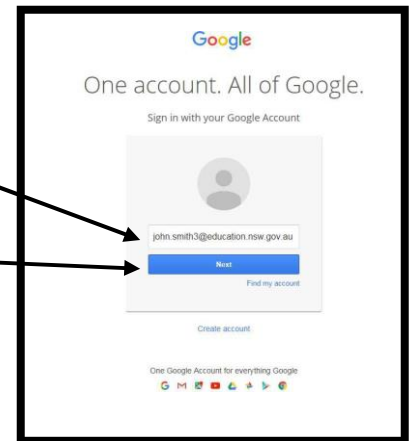 Google
One account. All of Google.
Sign in with your Google Account
john.smith3@education.nsw.gov.au
Next
Find my account
Create account
One Google Account for everything Google